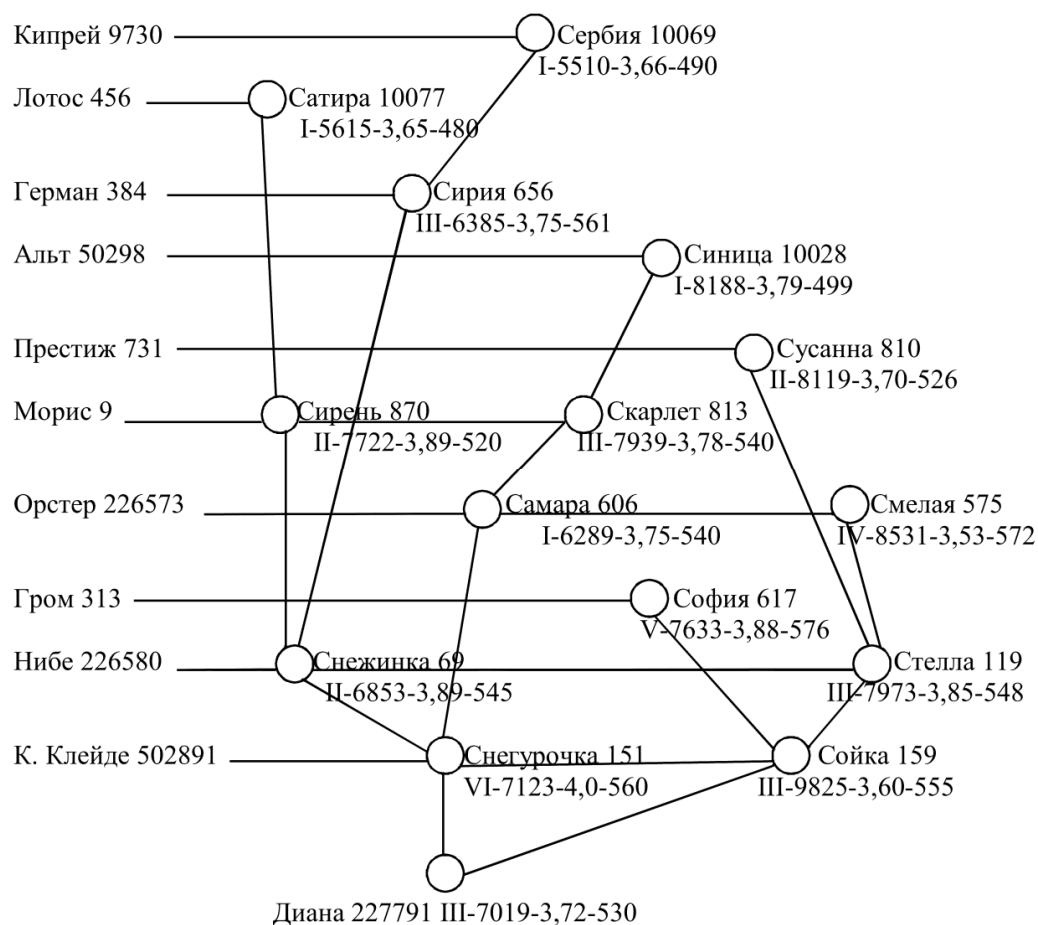 Кипрей 9730 Сербия 10069
I-5510-3,66-490
Лотос 456 Сатира 10077
I-5615-3,65-480
Герман 384 Сирия 656
III-6385-3,75-561
Альт 50298 Синица 10028
I-8188-3,79-499
Престиж 731 Сусанна 810
II-8119-3,70-526
Морис 9 Сирень 870 Скарлет 813
II-7722-3,89-520 III-7939-3,78-540
Орстер 226573 Самара 606 Смелая 575
I-6289-3,75-540 IV-8531-3,53-572
Гром 313 София 617
V-7633-3,88-576
Нибе 226580 Снежинка 69 Стелла 119
II-6853-3,89-545 III-7973-3,85-548
К. Клейде 502891 Снегурочка 151 Сойка 159
VI-7123-4,0-560 III-9825-3,60-555
Диана 227791 III-7019-3,72-530